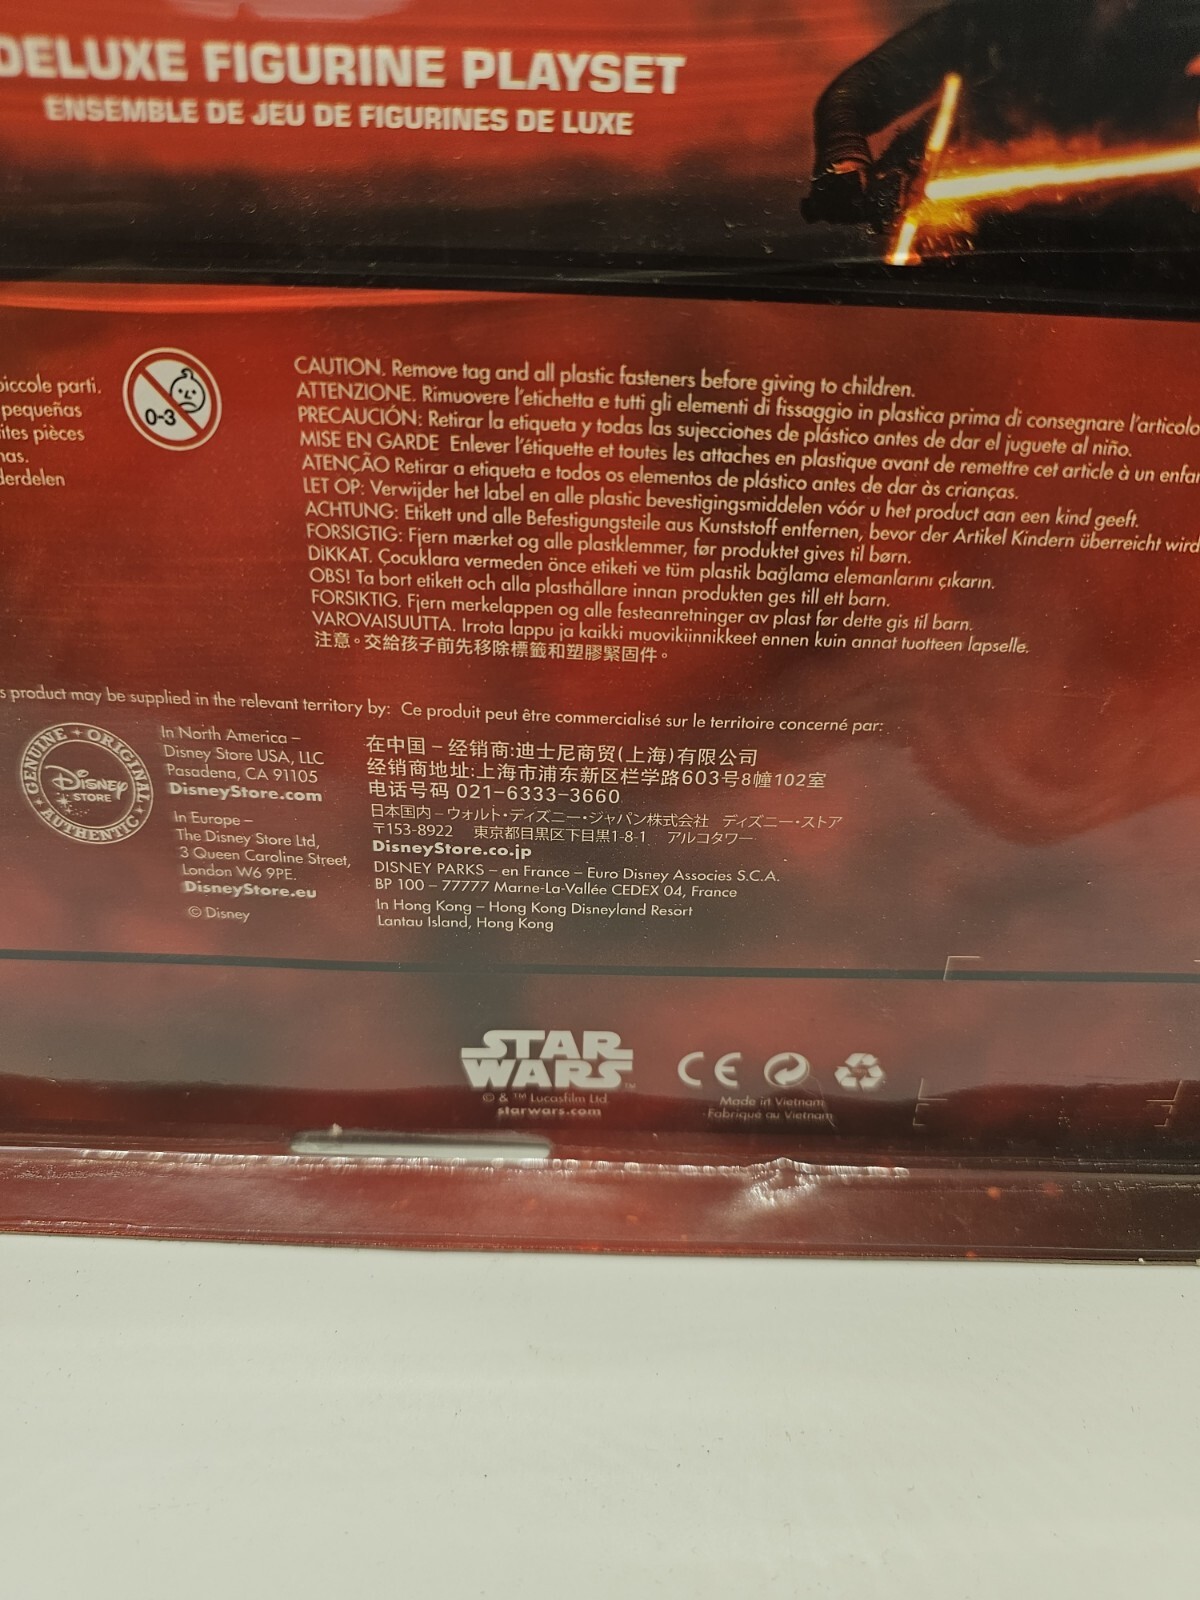 DELUXE FIGURINE PLAYSET
ENSEMBLE DE JEU DE FIGURINES DE LUXE
piccole parti.
pequeñas
ites pièces
nas.
derdelen
0-3
CAUTION. Remove tag and all plastic fasteners before giving to children.
ATTENZIONE. Rimuovere l'etichetta e tutti gli elementi di fissaggio in plastica prima di consegnare l'articolo
PRECAUCIÓN: Retirar la etiqueta y todas las sujecciones de plástico antes de dar el juguete al niño.
MISE EN GARDE Enlever l'étiquette et toutes les attaches en plastique avant de remettre cet article à un enfan
ATENÇÃO Retirar a etiqueta e todos os elementos de plástico antes de dar às crianças.
LET OP: Verwijder het label en alle plastic bevestigingsmiddelen vóór u het product aan een kind geeft.
ACHTUNG: Etikett und alle Befestigungsteile aus Kunststoff entfernen, bevor der Artikel Kindern überreicht wird
FORSIGTIG: Fjern mærket og alle plastklemmer, før produktet gives til børn.
DIKKAT. Çocuklara vermeden önce etiketi ve tüm plastik bağlama elemanlarını çıkarın.
OBS! Ta bort etikett och alla plasthållare innan produkten ges till ett barn.
FORSIKTIG. Fjern merkelappen og alle festeanretninger av plast før dette gis til barn.
VAROVAISUUTTA. Irrota lappu ja kaikki muovikiinnikkeet ennen kuin annat tuotteen lapselle.
注意。交給孩子前先移除標籤和塑膠緊固件。
s product may be supplied in the relevant territory by: Ce produit peut être commercialisé sur le territoire concerné par:
GENUINE ORIGINAL AUTHENTIC
Disney
STORE
In North America –
Disney Store USA, LLC
Pasadena, CA 91105
DisneyStore.com
In Europe –
The Disney Store Ltd,
3 Queen Caroline Street,
London W6 9PE.
DisneyStore.eu
© Disney
在中国 – 经销商:迪士尼商贸(上海)有限公司
经销商地址:上海市浦东新区栏学路603号8幢102室
电话号码 021-6333-3660
日本国内 – ウォルト・ディズニー・ジャパン株式会社 ディズニー・ストア
〒153-8922 東京都目黒区下目黒1-8-1 アルコタワー
DisneyStore.co.jp
DISNEY PARKS – en France – Euro Disney Associes S.C.A.
BP 100 – 77777 Marne-La-Vallée CEDEX 04, France
In Hong Kong – Hong Kong Disneyland Resort
Lantau Island, Hong Kong
STAR
WARS™
© & ™ Lucasfilm Ltd.
starwars.com
CE
Made in Vietnam
Fabriqué au Vietnam